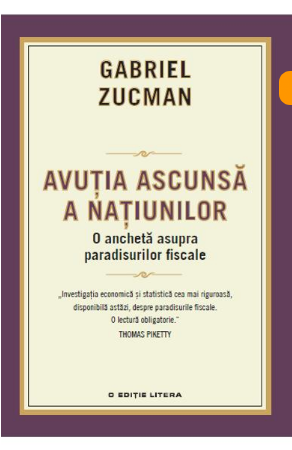 GABRIEL
ZUCMAN
AVUȚIA ASCUNSĂ
A NAȚIUNILOR
O anchetă asupra
paradisurilor fiscale
„Investigația economică și statistică cea mai riguroasă,
disponibilă astăzi, despre paradisurile fiscale.
O lectură obligatorie.”
THOMAS PIKETTY
O EDIȚIE LITERA